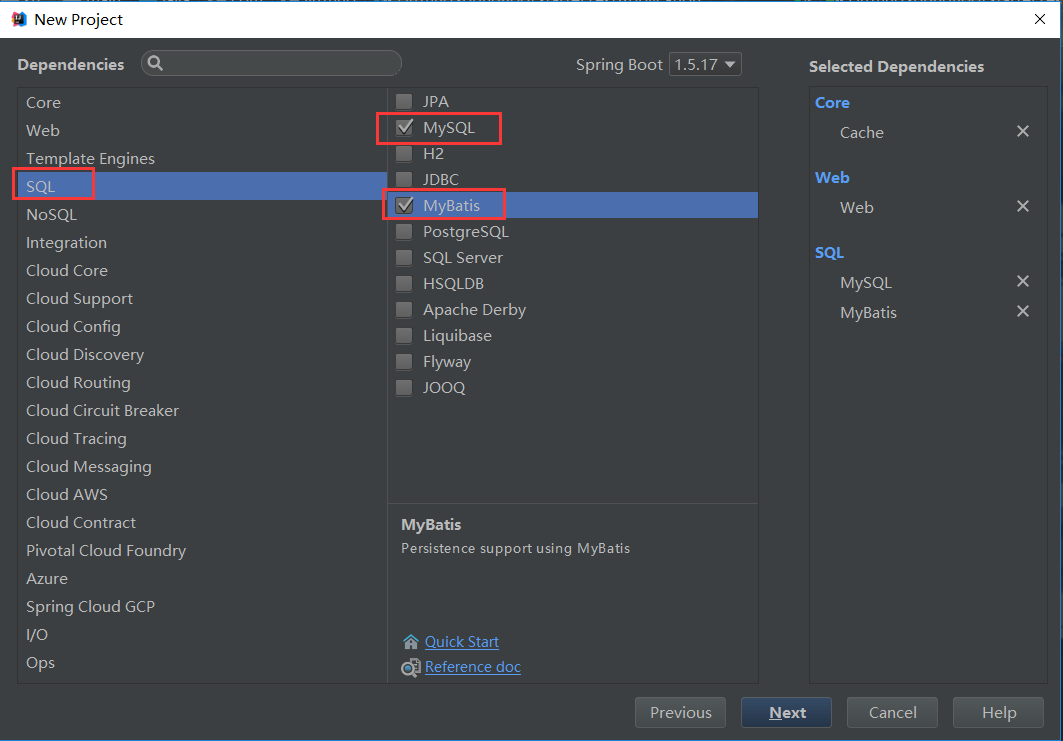 New Project
Dependencies
Spring Boot 1.5.17
Selected Dependencies
Core
Web
Template Engines
SQL
NoSQL
Integration
Cloud Core
Cloud Support
Cloud Config
Cloud Discovery
Cloud Routing
Cloud Circuit Breaker
Cloud Tracing
Cloud Messaging
Cloud AWS
Cloud Contract
Pivotal Cloud Foundry
Azure
Spring Cloud GCP
I/O
Ops
JPA
MySQL
H2
JDBC
MyBatis
PostgreSQL
SQL Server
HSQLDB
Apache Derby
Liquibase
Flyway
JOOQ
MyBatis
Persistence support using MyBatis
Quick Start
Reference doc
Core
Cache
Web
Web
SQL
MySQL
MyBatis
Previous
Next
Cancel
Help